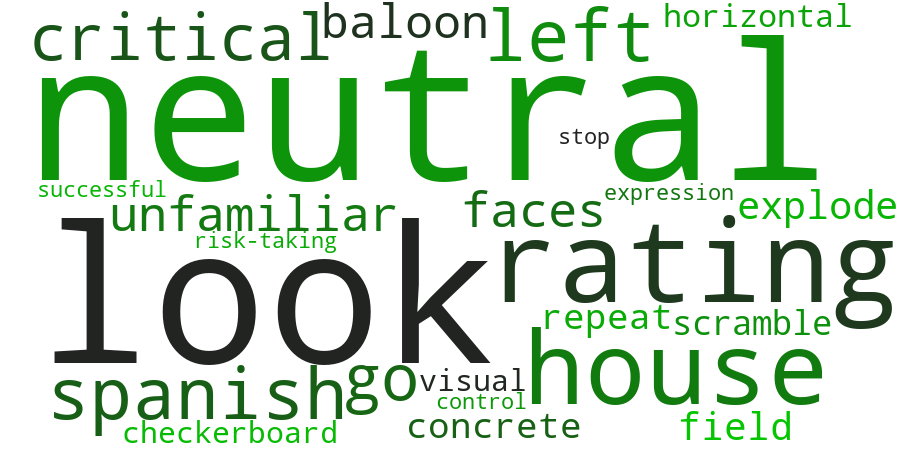 critical
baloon
left
horizontal
neutral
stop
successful
unfamiliar
faces
expression
explode
risk-taking
look
rating
repeat
scramble
spanish
go
visual
house
control
checkerboard
concrete
field